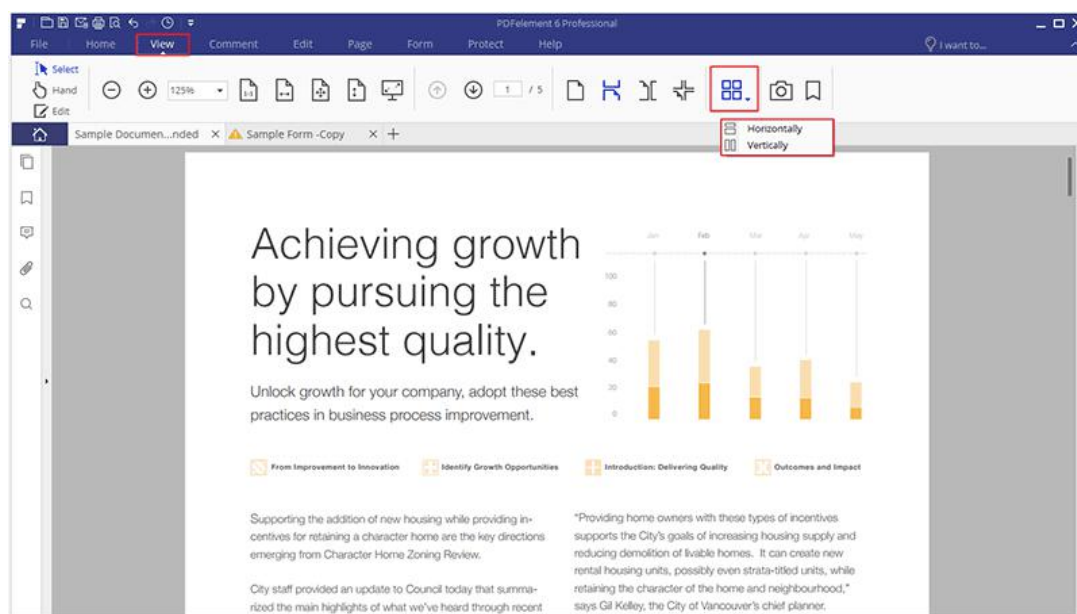 PDFelement 6 Professional
File Home View Comment Edit Page Form Protect Help I want to...
Select
Hand
Edit
125%
1 / 5
Horizontally
Vertically
Sample Documen...nded
Sample Form -Copy
Achieving growth
by pursuing the
highest quality.
Unlock growth for your company, adopt these best
practices in business process improvement.
Jan Feb Mar Apr May
100
80
60
40
20
0
From Improvement to Innovation
Identify Growth Opportunities
Introduction: Delivering Quality
Outcomes and Impact
Supporting the addition of new housing while providing in-
centives for retaining a character home are the key directions
emerging from Character Home Zoning Review.
City staff provided an update to Council today that summa-
rized the main highlights of what we've heard through recent
"Providing home owners with these types of incentives
supports the City's goals of increasing housing supply and
reducing demolition of livable homes. It can create new
rental housing units, possibly even strata-titled units, while
retaining the character of the home and neighbourhood,"
says Gil Kelley, the City of Vancouver's chief planner.